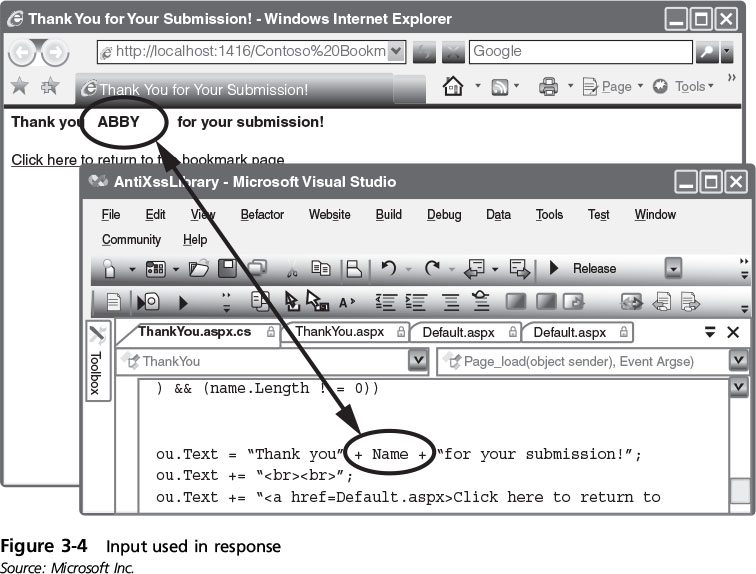 Thank You for Your Submission! - Windows Internet Explorer
http://localhost:1416/Contoso%20Bookm
Google
Thank You for Your Submission!
Page
Tools
Thank you ABBY for your submission!
Click here to return to the bookmark page
AntiXssLibrary - Microsoft Visual Studio
File Edit View Befactor Website Build Debug Data Tools Test Window
Community Help
Release
ThankYou.aspx.cs ThankYou.aspx Default.aspx Default.aspx
Toolbox
ThankYou
Page_load(object sender), Event Argse)
) && (name.Length ! = 0))
ou.Text = “Thank you” + Name + “for your submission!”;
ou.Text += “<br><br>”;
ou.Text += “<a href=Default.aspx>Click here to return to
Figure 3-4 Input used in response
Source: Microsoft Inc.